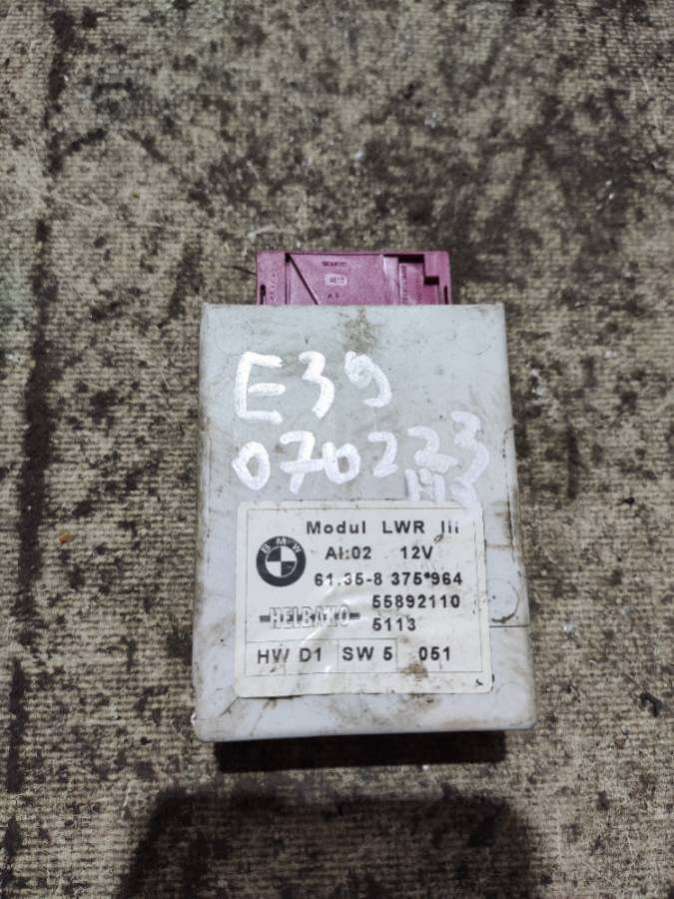 E39
070223
Modul LWR III
AI:02 12V
BMW
61.35-8 375*964
55892110
HELBAKO
5113
HW D1 SW 5 051